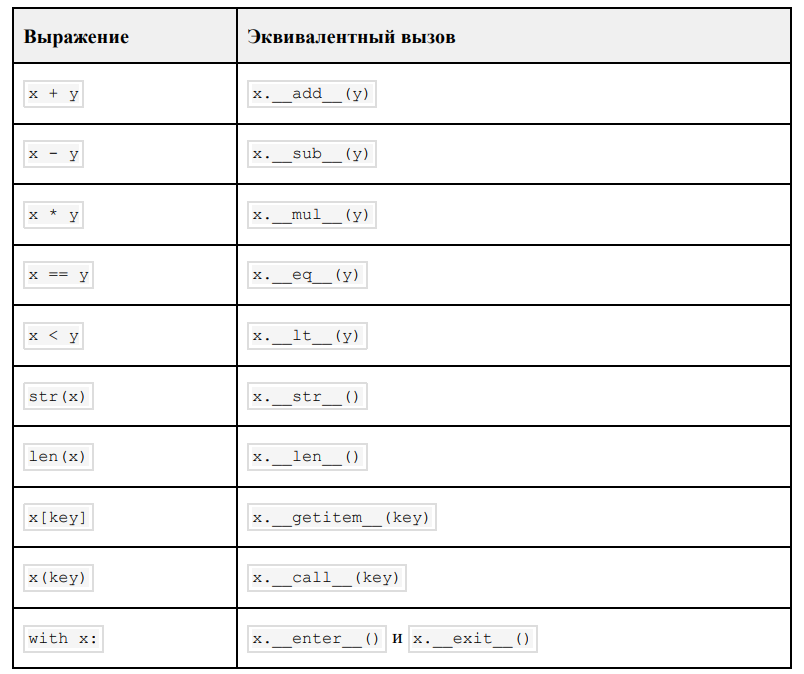 Выражение Эквивалентный вызов
x + y x.__add__(y)
x - y x.__sub__(y)
x * y x.__mul__(y)
x == y x.__eq__(y)
x < y x.__lt__(y)
str(x) x.__str__()
len(x) x.__len__()
x[key] x.__getitem__(key)
x(key) x.__call__(key)
with x: x.__enter__() и x.__exit__()